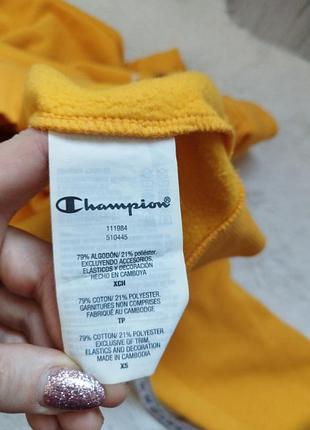 Champion
111984
510445
79% ALGODÓN/ 21% poliéster.
EXCLUYENDO ACCESORIOS.
ELÁSTICOS Y DECORACIÓN
HECHO EN CAMBOYA
XCH
79% COTON/ 21% POLYESTER.
GARNITURES NON COMPRISES
FABRIQUÉ AU CAMBODGE
TP
79% COTTON/ 21% POLYESTER
EXCLUSIVE OF TRIM,
ELASTICS AND DECORATION
MADE IN CAMBODIA
XS